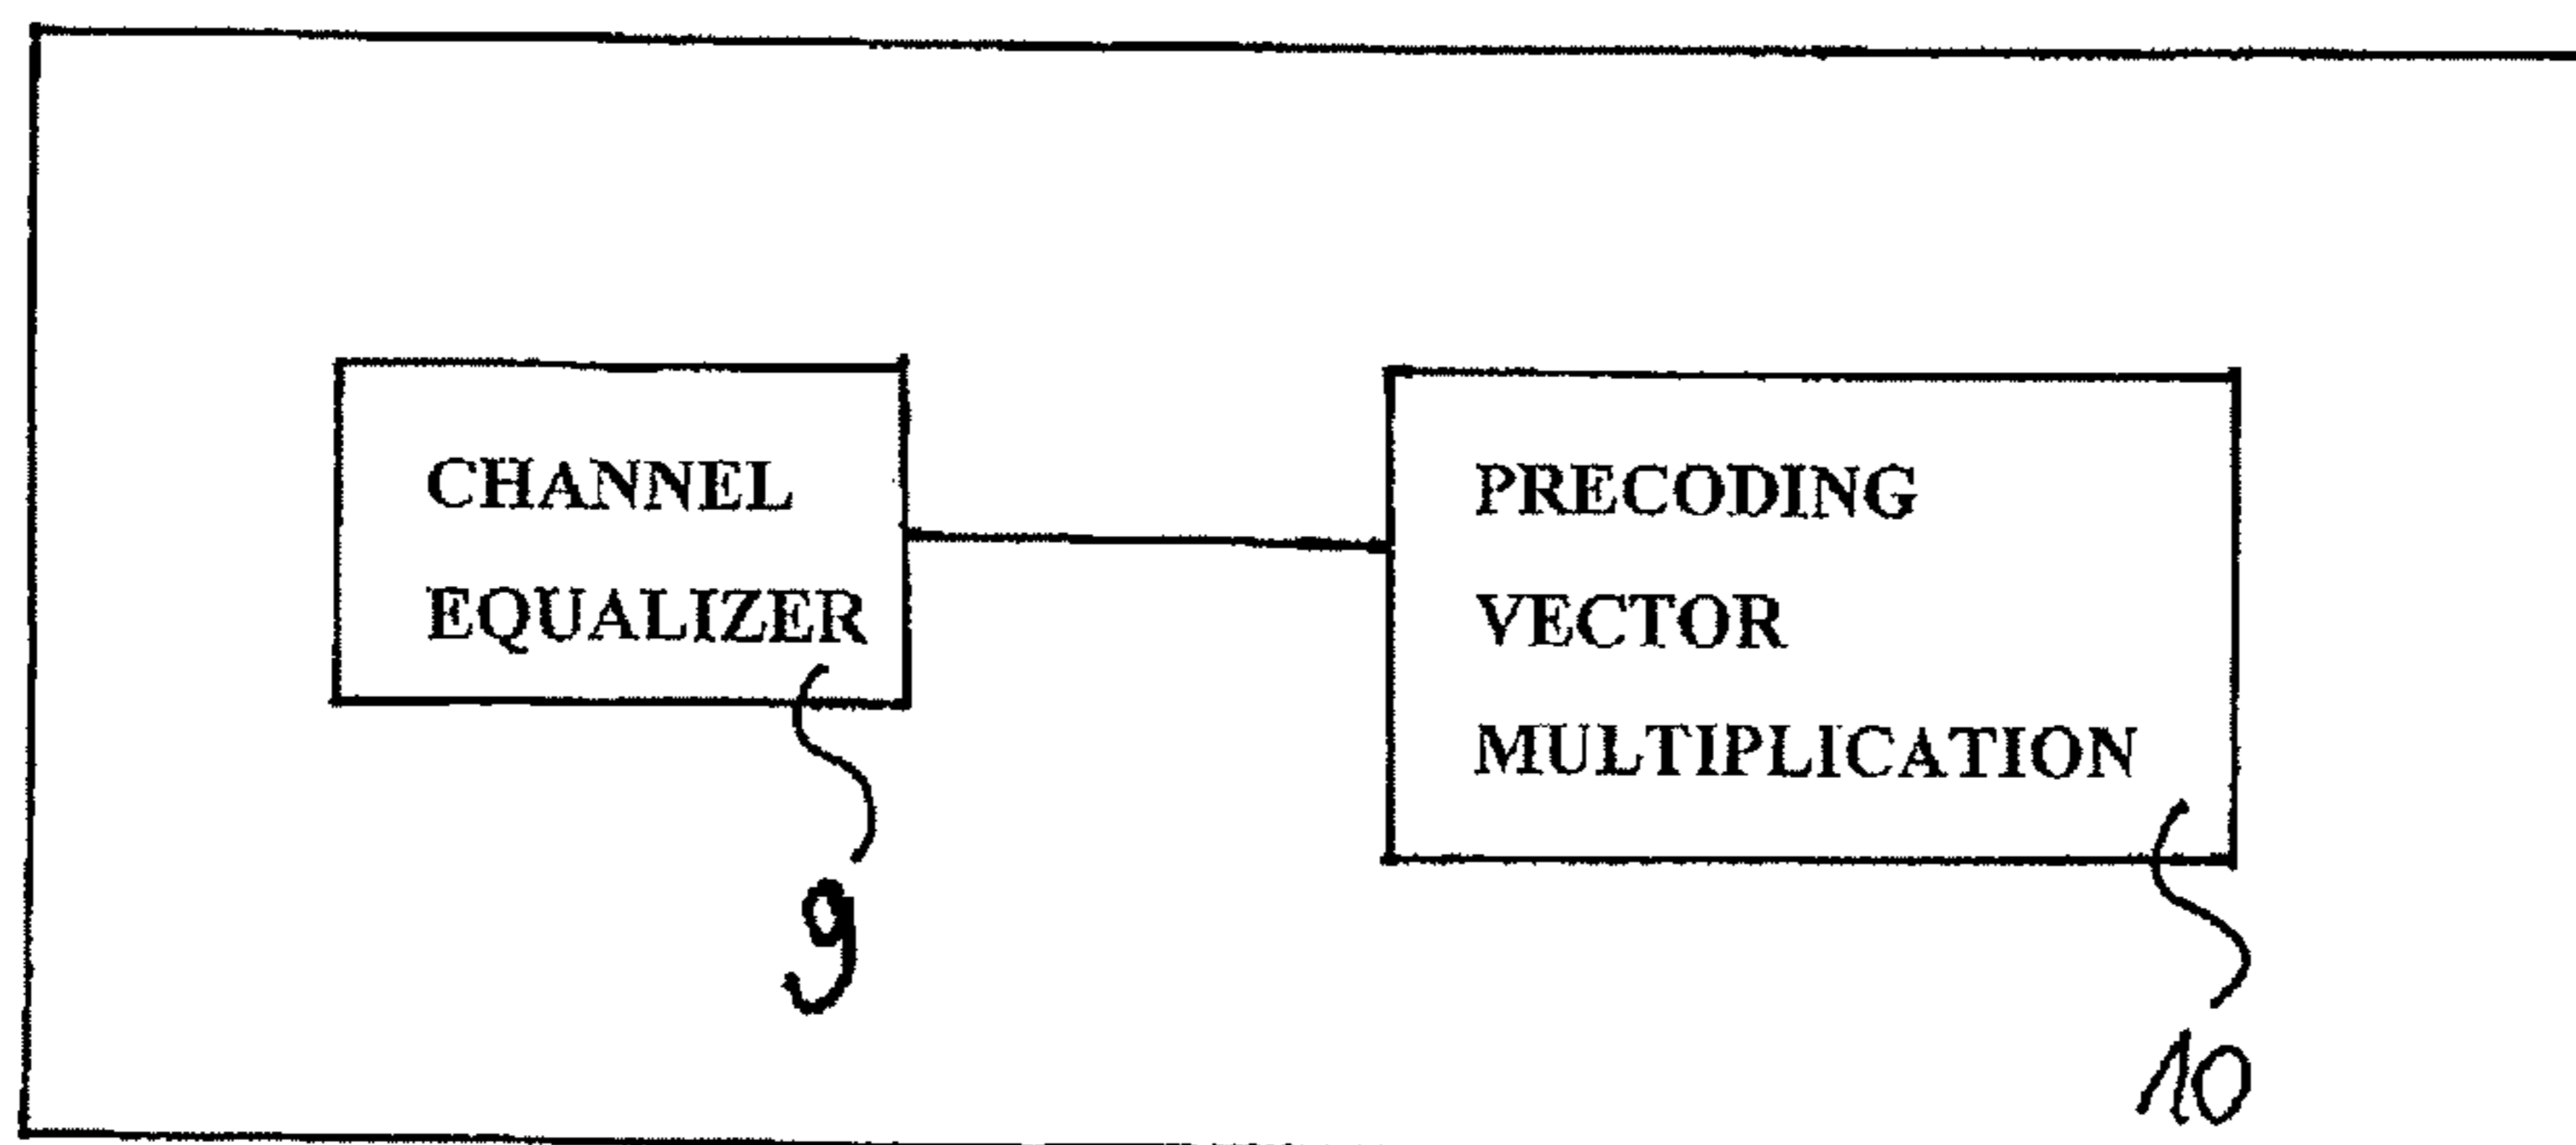 CHANNEL
EQUALIZER
9
PRECODING
VECTOR
MULTIPLICATION
10